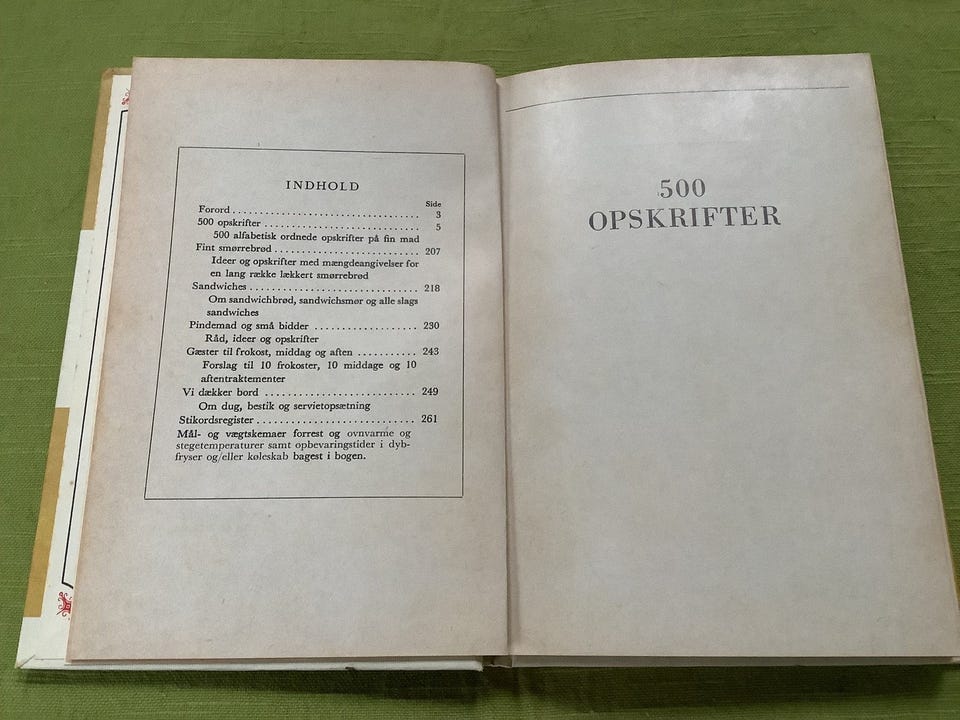 INDHOLD
Side
Forord . . . . . . . . . . . . . . . . . . . . . . . . . . . . . . . . . 3
500 opskrifter . . . . . . . . . . . . . . . . . . . . . . . . . . . . 5
500 alfabetisk ordnede opskrifter på fin mad
Fint smørrebrød . . . . . . . . . . . . . . . . . . . . . . . . . . 207
Ideer og opskrifter med mængdeangivelser for
en lang række lækkert smørrebrød
Sandwiches . . . . . . . . . . . . . . . . . . . . . . . . . . . . . . 218
Om sandwichbrød, sandwichsmør og alle slags
sandwiches
Pindemad og små bidder . . . . . . . . . . . . . . . . . . 230
Råd, ideer og opskrifter
Gæster til frokost, middag og aften . . . . . . . . . . . 243
Forslag til 10 frokoster, 10 middage og 10
aftentraktementer
Vi dækker bord . . . . . . . . . . . . . . . . . . . . . . . . . . 249
Om dug, bestik og servietopsætning
Stikordsregister . . . . . . . . . . . . . . . . . . . . . . . . . . . 261
Mål- og vægtskemaer forrest og ovnvarme og
stegetemperaturer samt opbevaringstider i dyb-
fryser og/eller køleskab bagest i bogen.
500
OPSKRIFTER